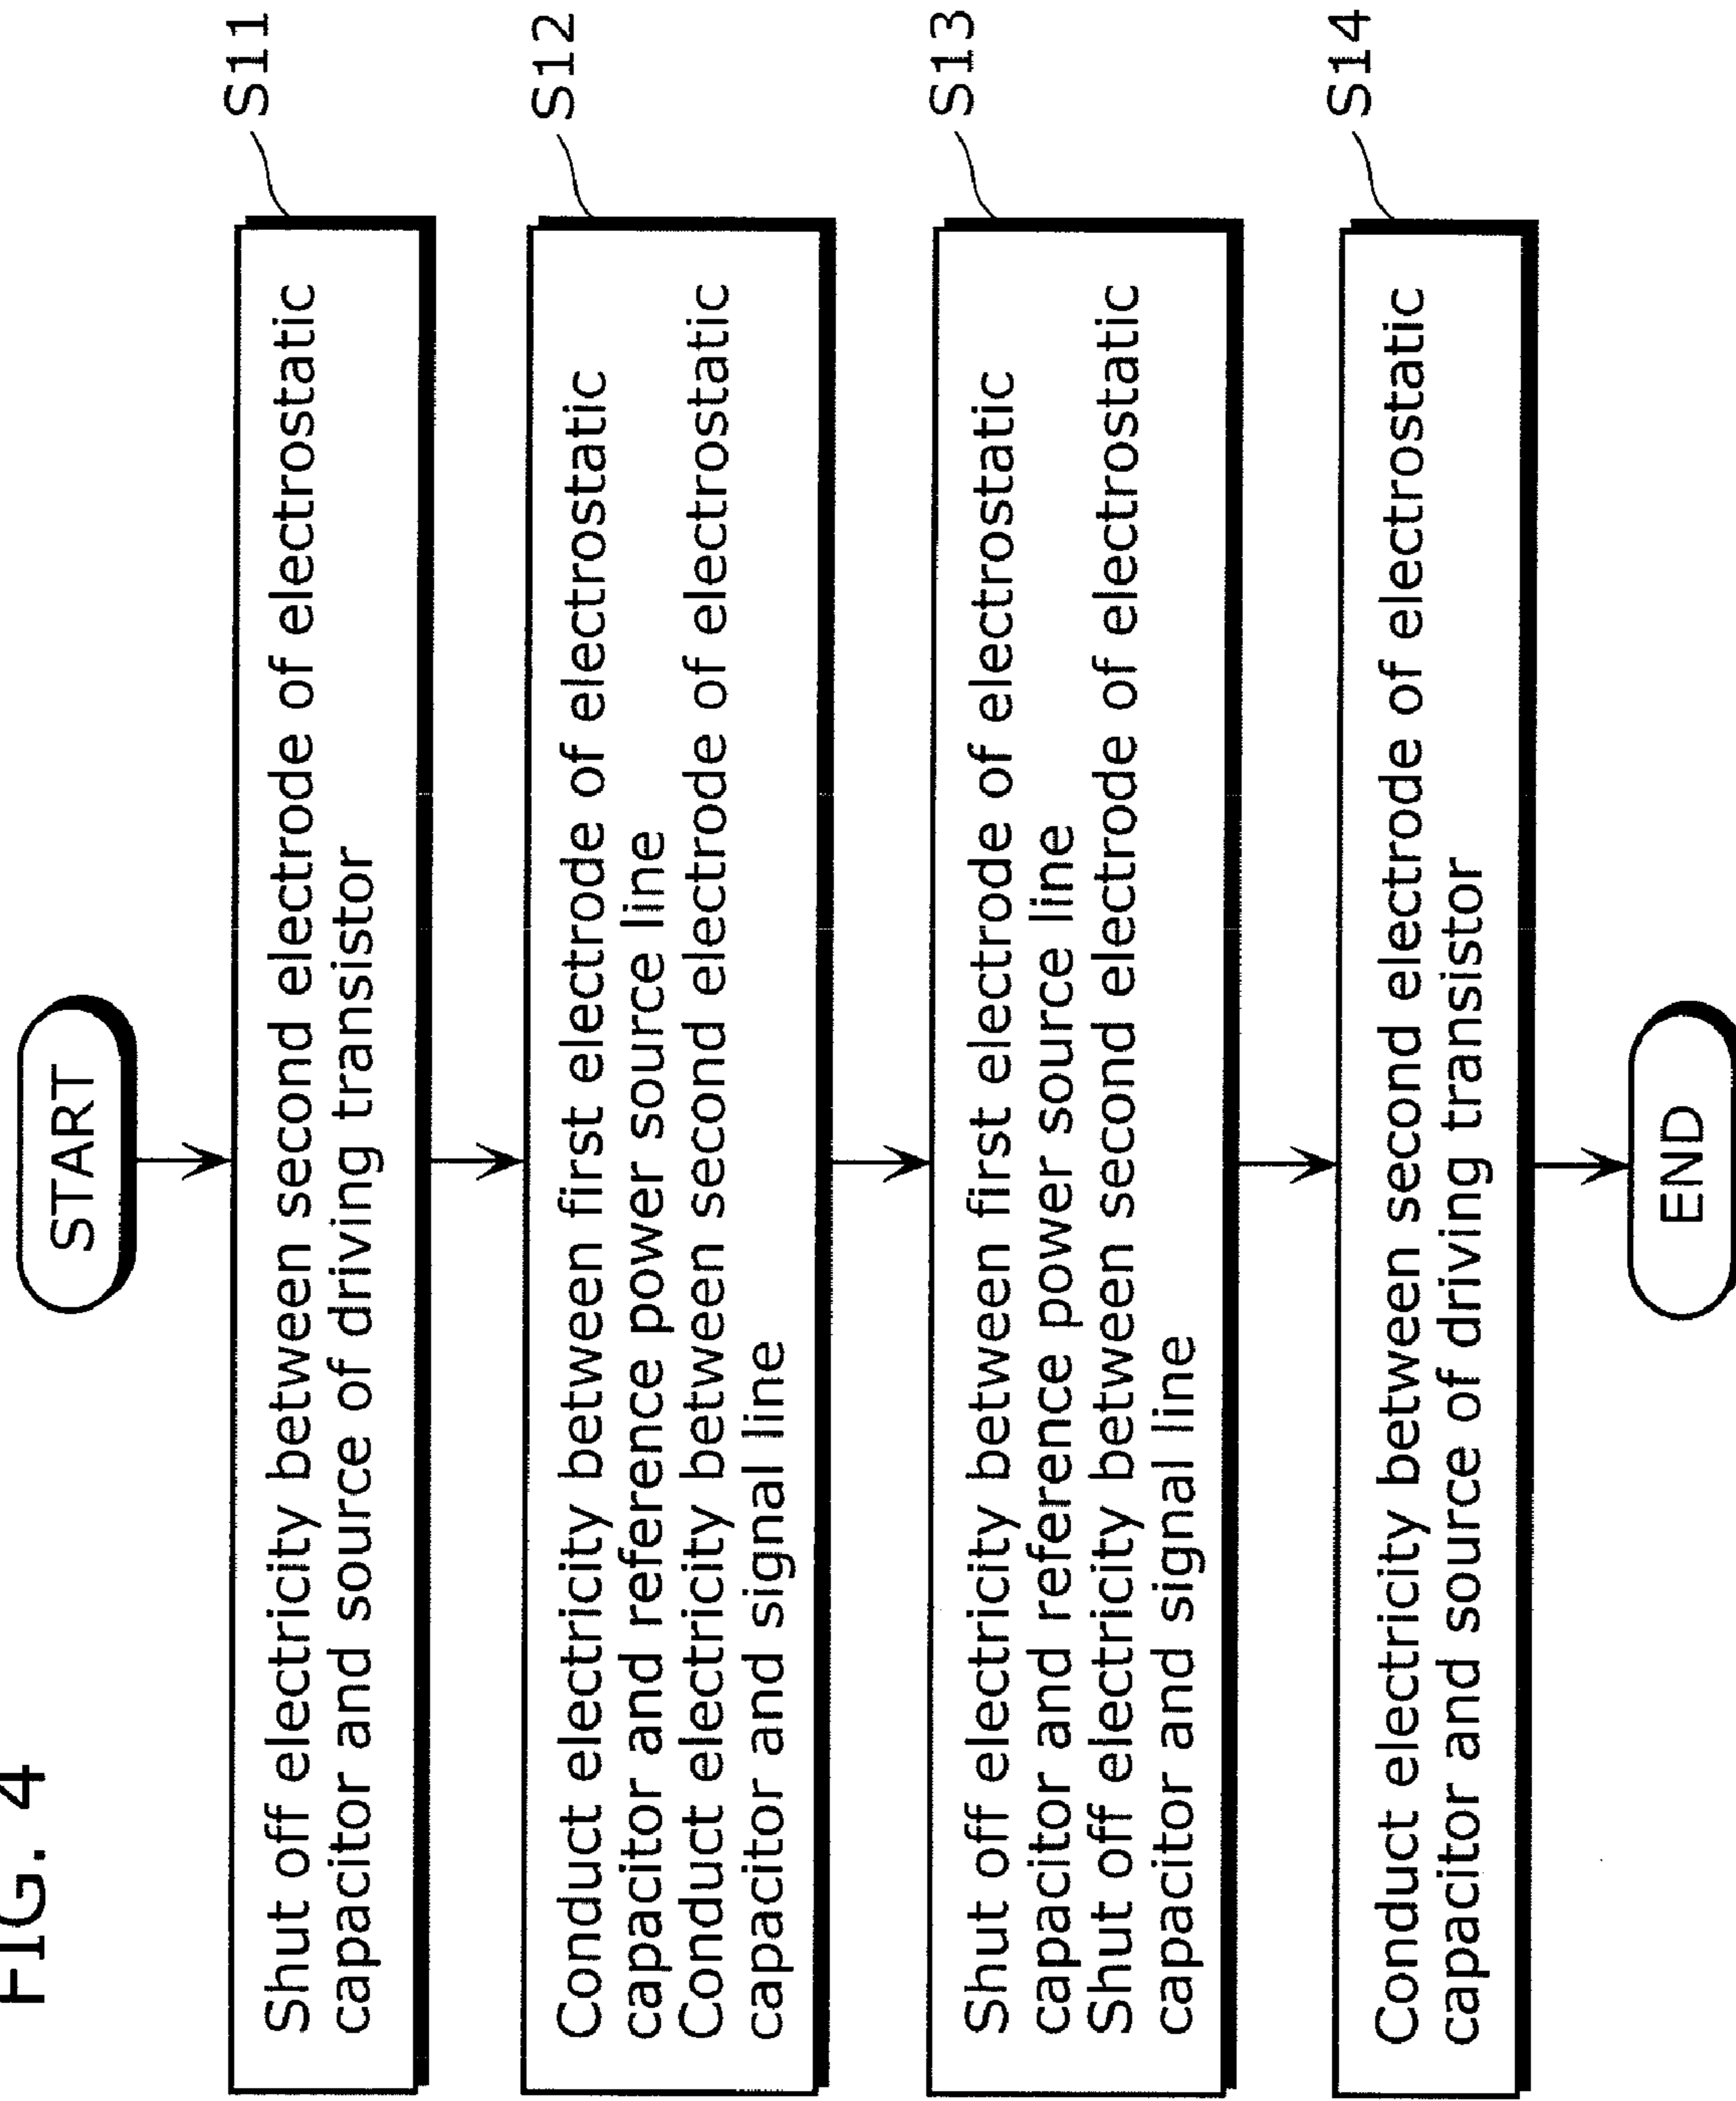 FIG. 4
START
S11
Shut off electricity between second electrode of electrostatic
capacitor and source of driving transistor
S12
Conduct electricity between first electrode of electrostatic
capacitor and reference power source line
Conduct electricity between second electrode of electrostatic
capacitor and signal line
S13
Shut off electricity between first electrode of electrostatic
capacitor and reference power source line
Shut off electricity between second electrode of electrostatic
capacitor and signal line
S14
Conduct electricity between second electrode of electrostatic
capacitor and source of driving transistor
END